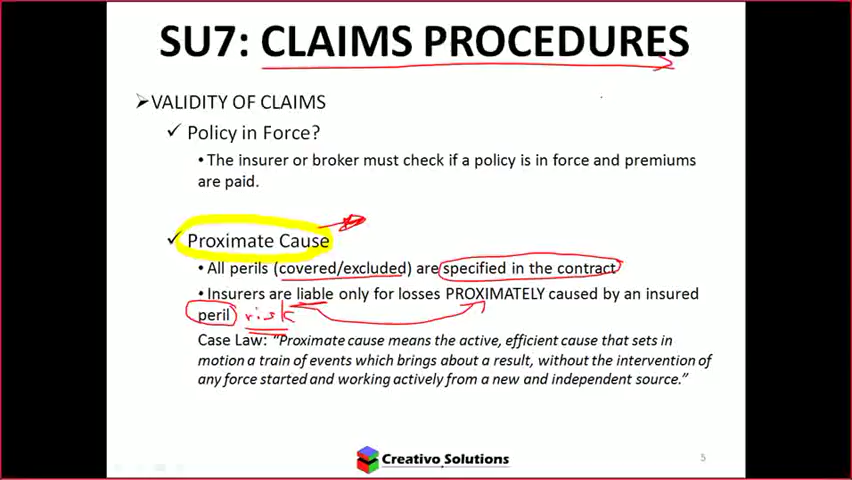 SU7: CLAIMS PROCEDURES
VALIDITY OF CLAIMS
Policy in Force?
• The insurer or broker must check if a policy is in force and premiums
are paid.
Proximate Cause
• All perils (covered/excluded) are specified in the contract
• Insurers are liable only for losses PROXIMATELY caused by an insured
peril risk
Case Law: “Proximate cause means the active, efficient cause that sets in
motion a train of events which brings about a result, without the intervention of
any force started and working actively from a new and independent source.”
Creativo Solutions
5